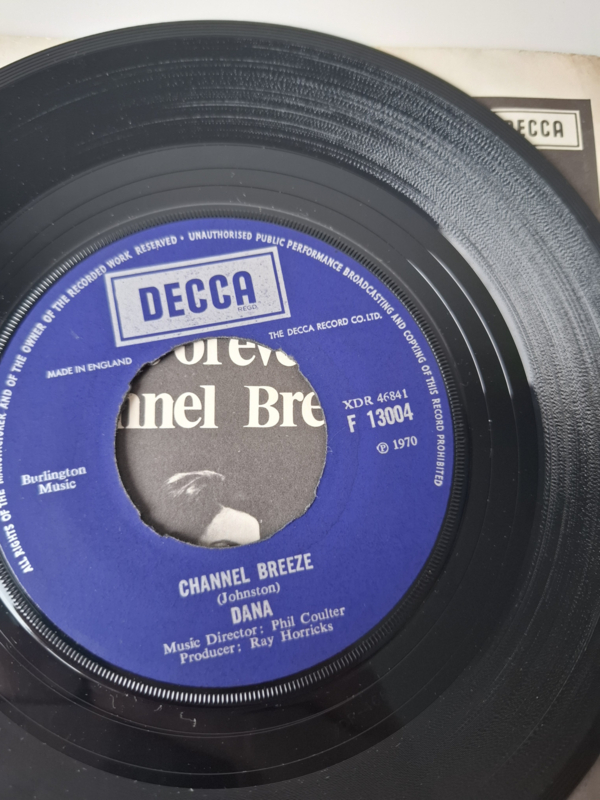 DECCA
ALL RIGHTS OF THE MANUFACTURER AND OF THE OWNER OF THE RECORDED WORK RESERVED • UNAUTHORISED PUBLIC PERFORMANCE BROADCASTING AND COPYING OF THIS RECORD PROHIBITED
DECCA
REGD
THE DECCA RECORD CO. LTD.
MADE IN ENGLAND
oreve
nnel Bre
XDR 46841
F 13004
℗ 1970
Burlington
Music
CHANNEL BREEZE
(Johnston)
DANA
Music Director; Phil Coulter
Producer; Ray Horricks